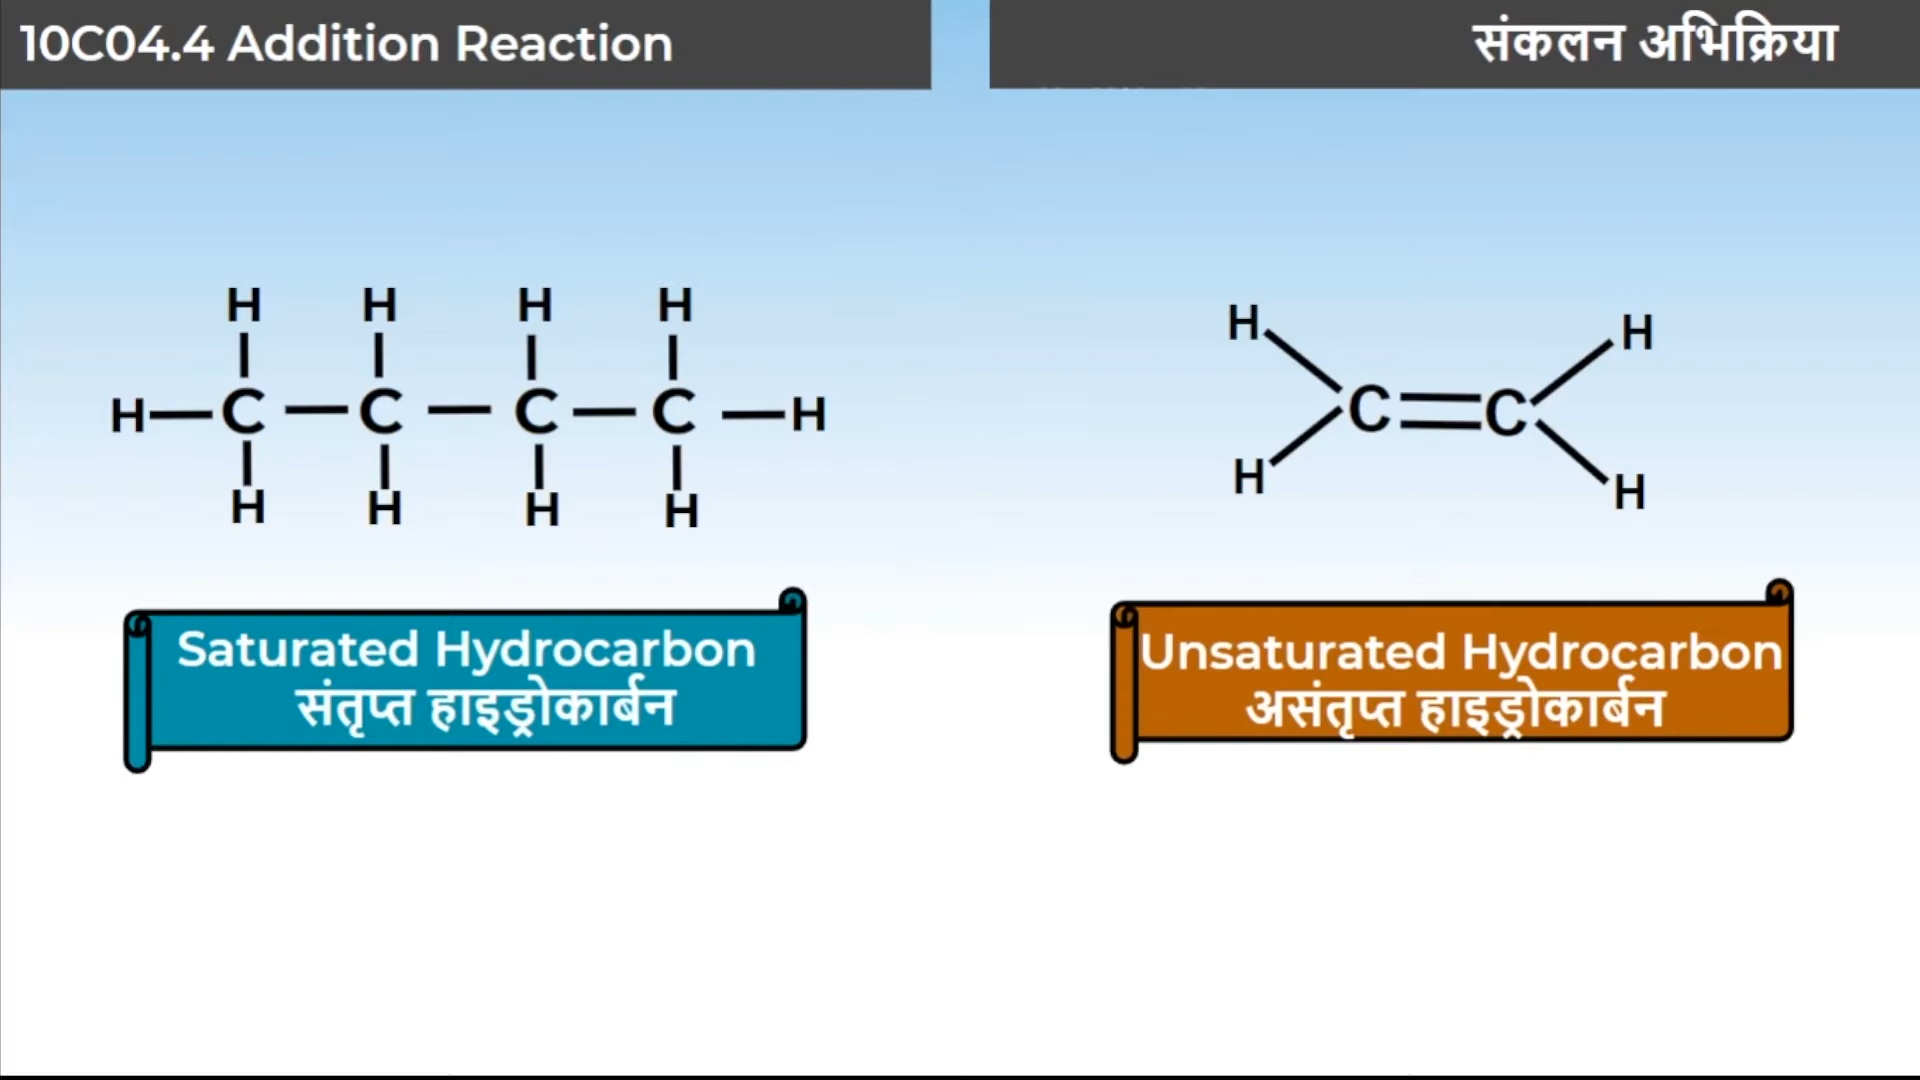 10C04.4 Addition Reaction
संकलन अभिक्रिया
H H H H
H C C C C H
H H H H
H H
C C
H H
Saturated Hydrocarbon
संतृप्त हाइड्रोकार्बन
Unsaturated Hydrocarbon
असंतृप्त हाइड्रोकार्बन